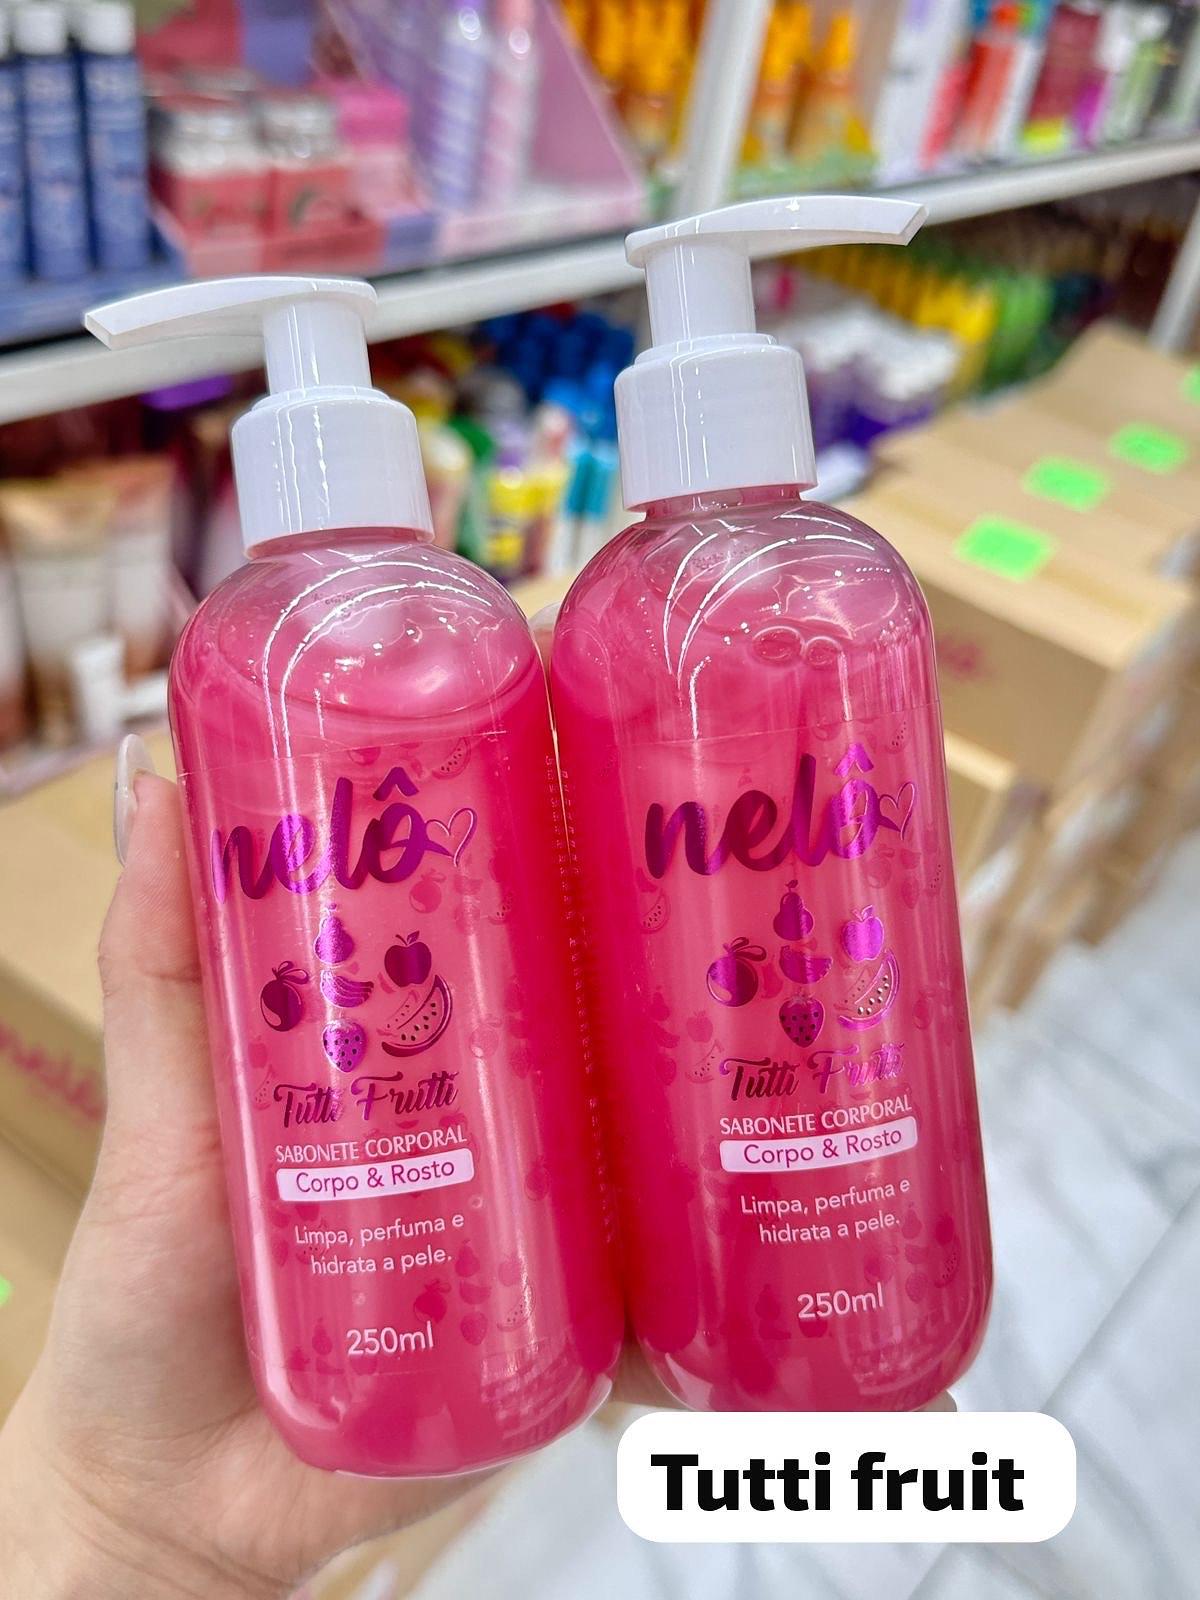 nelô
Tutti Frutti
SABONETE CORPORAL
Corpo & Rosto
Limpa, perfuma e
hidrata a pele.
250ml
nelô
Tutti Frutti
SABONETE CORPORAL
Corpo & Rosto
Limpa, perfuma e
hidrata a pele.
250ml
Tutti fruit